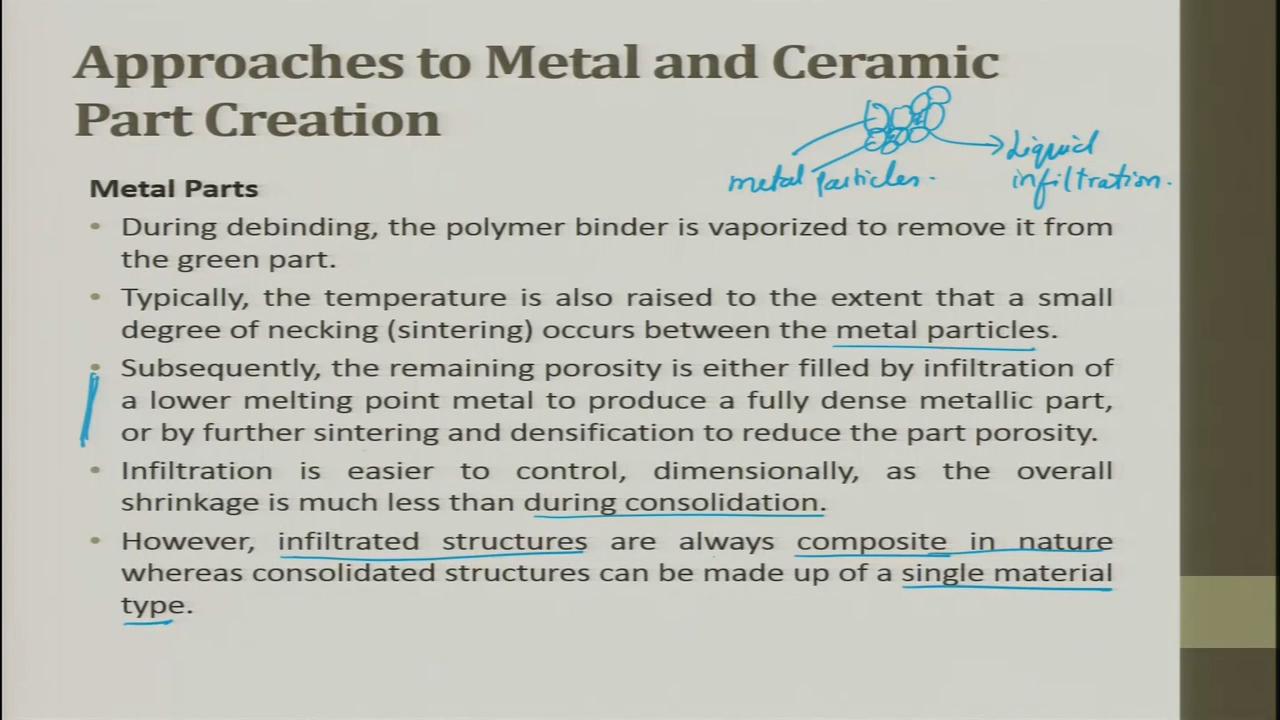 Approaches to Metal and Ceramic
Part Creation
metal particles.
Liquid
infiltration.
Metal Parts
• During debinding, the polymer binder is vaporized to remove it from
the green part.
• Typically, the temperature is also raised to the extent that a small
degree of necking (sintering) occurs between the metal particles.
• Subsequently, the remaining porosity is either filled by infiltration of
a lower melting point metal to produce a fully dense metallic part,
or by further sintering and densification to reduce the part porosity.
• Infiltration is easier to control, dimensionally, as the overall
shrinkage is much less than during consolidation.
• However, infiltrated structures are always composite in nature
whereas consolidated structures can be made up of a single material
type.